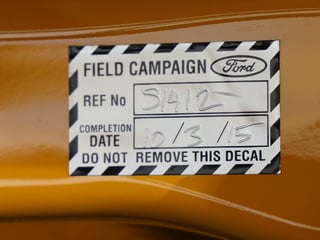 FIELD CAMPAIGN Ford
REF No S1412
COMPLETION
DATE 10/3/15
DO NOT REMOVE THIS DECAL